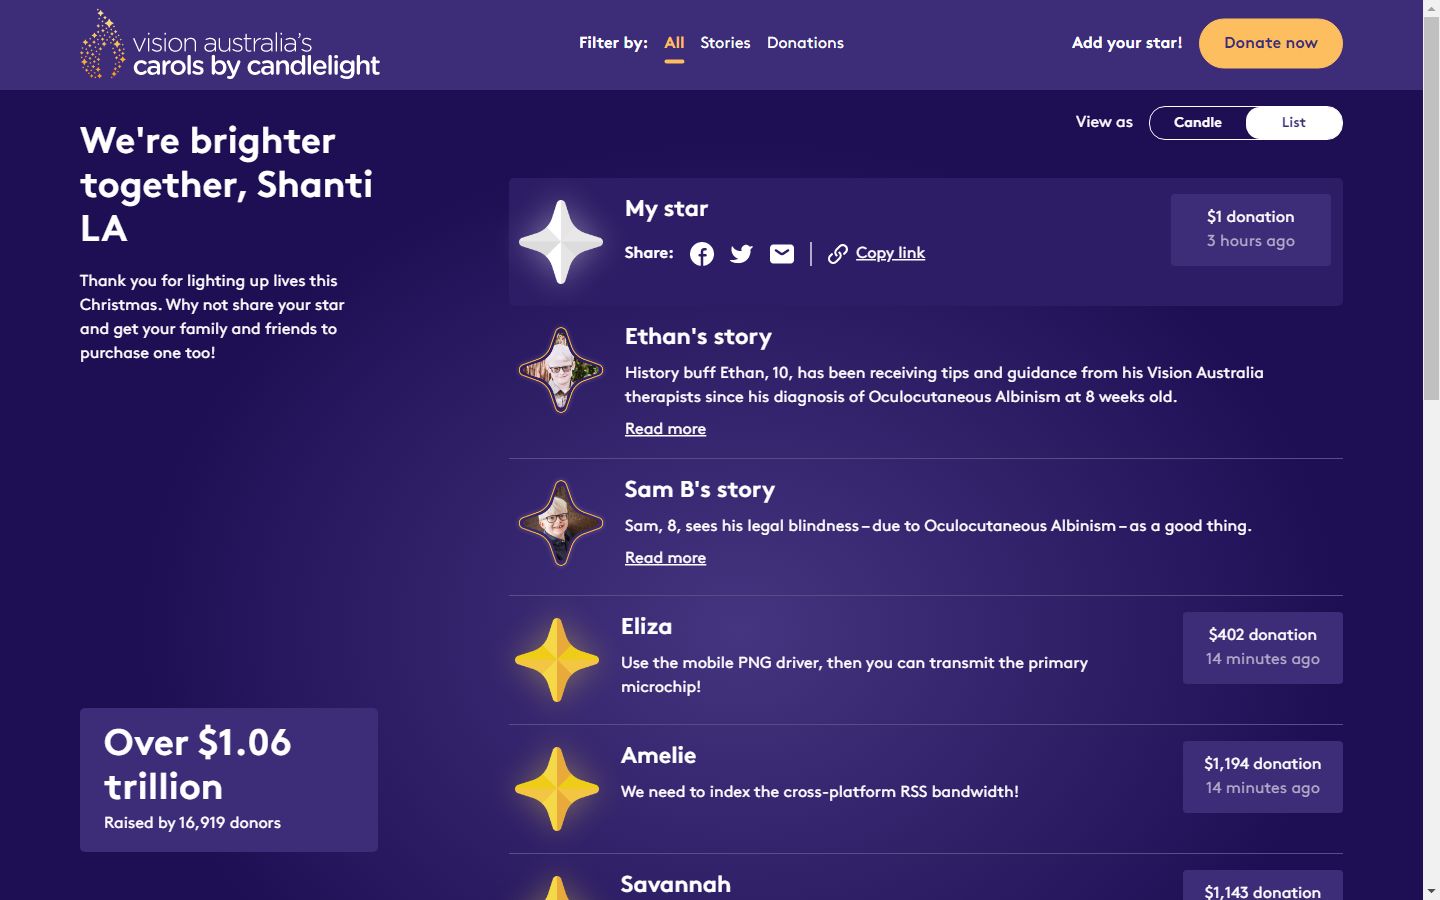 vision australia's
carols by candlelight
Filter by: All Stories Donations
Add your star! Donate now
View as Candle List
We're brighter
together, Shanti
LA
Thank you for lighting up lives this
Christmas. Why not share your star
and get your family and friends to
purchase one too!
Over $1.06
trillion
Raised by 16,919 donors
My star
Share: Copy link
$1 donation
3 hours ago
Ethan's story
History buff Ethan, 10, has been receiving tips and guidance from his Vision Australia
therapists since his diagnosis of Oculocutaneous Albinism at 8 weeks old.
Read more
Sam B's story
Sam, 8, sees his legal blindness – due to Oculocutaneous Albinism – as a good thing.
Read more
Eliza
Use the mobile PNG driver, then you can transmit the primary
microchip!
$402 donation
14 minutes ago
Amelie
We need to index the cross-platform RSS bandwidth!
$1,194 donation
14 minutes ago
Savannah
$1,143 donation